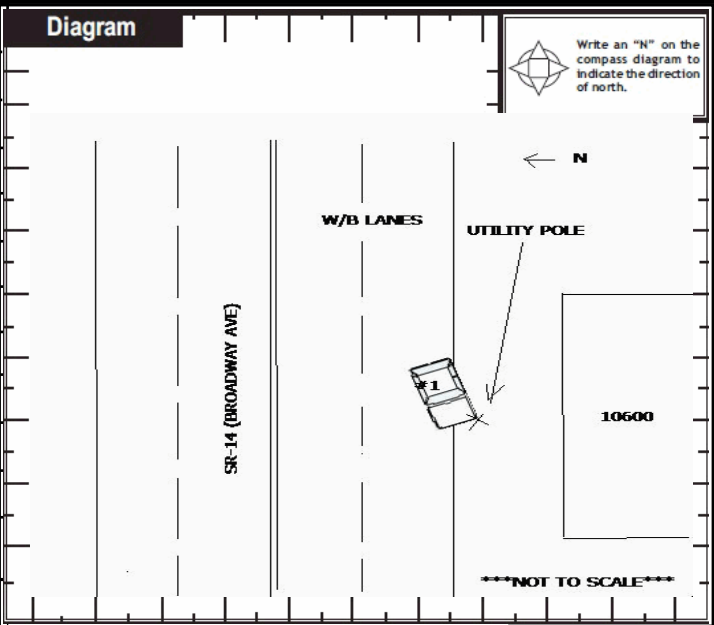 Diagram
Write an “N” on the
compass diagram to
indicate the direction
of north.
N
W/B LANES
UTILITY POLE
SR-14 (BROADWAY AVE)
#1
10600
***NOT TO SCALE***